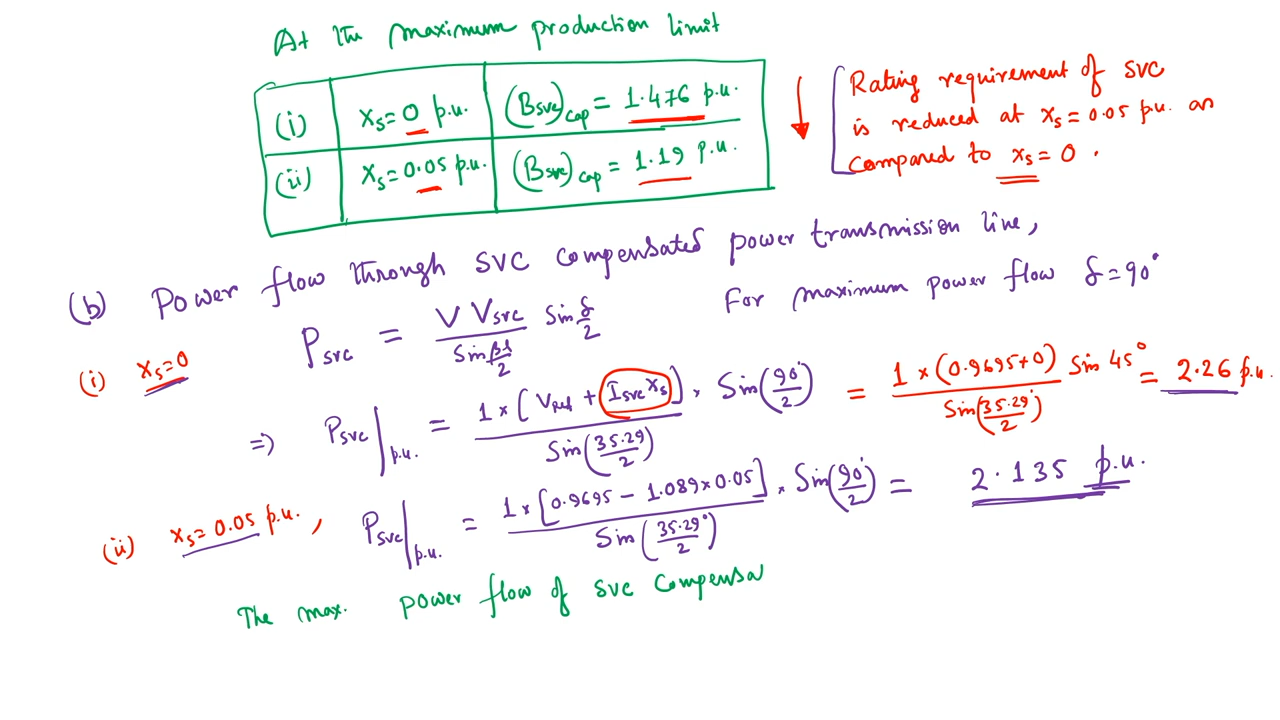 At the maximum production limit
(i) Xs=0 p.u. (Bsvc)cap = 1.476 p.u.
(ii) Xs=0.05 p.u. (Bsvc)cap = 1.19 p.u.
Rating requirement of SVC
is reduced at Xs=0.05 p.u. as
compared to Xs=0.
(b) Power flow through SVC compensated power transmission line,
For maximum power flow δ=90°
Psvc = V Vsvc / Sin βl/2 Sin δ/2
(i) Xs=0
⇒ Psvc|p.u. = 1×[VRef + Isvc Xs] / Sin(35.29/2) × Sin(90°/2) = 1×(0.9695+0) / Sin(35.29°/2) Sin 45° = 2.26 p.u.
(ii) Xs=0.05 p.u., Psvc|p.u. = 1×[0.9695 − 1.089×0.05] / Sin(35.29°/2) × Sin(90°/2) = 2.135 p.u.
The max. power flow of SVC compensa